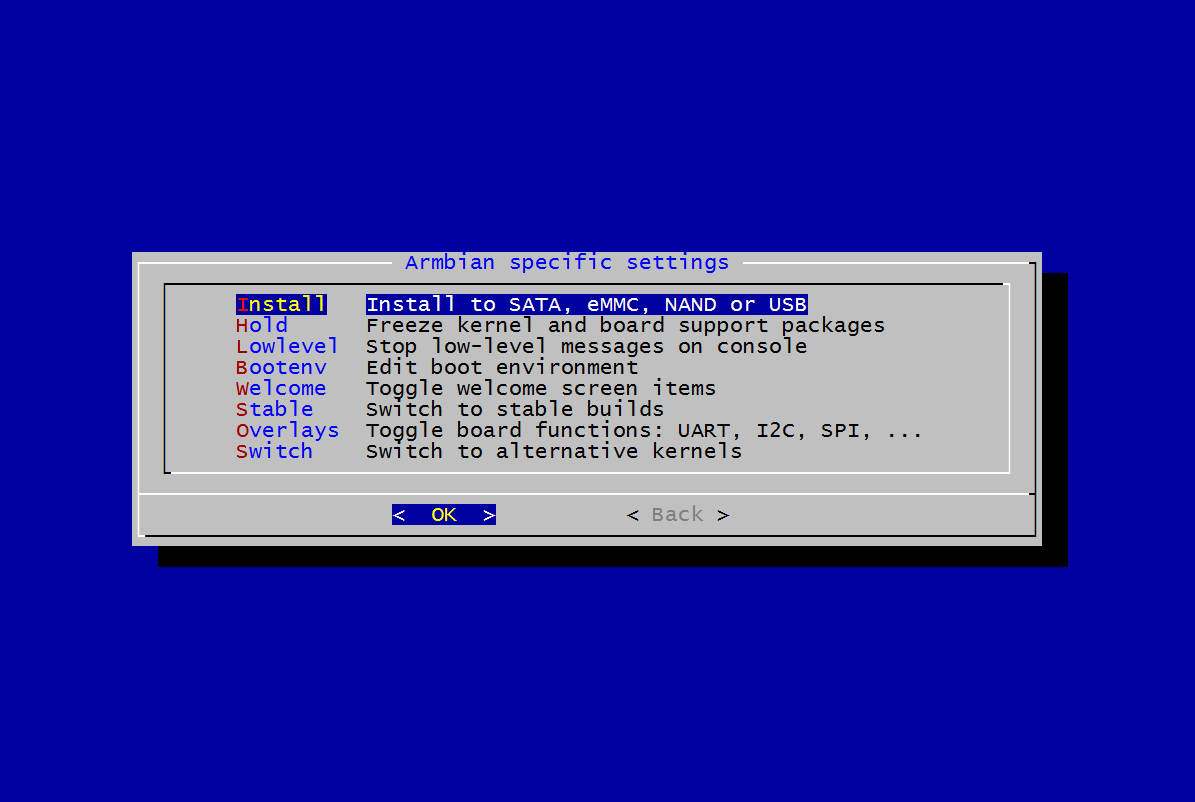 Armbian specific settings
Install Install to SATA, eMMC, NAND or USB
Hold Freeze kernel and board support packages
Lowlevel Stop low-level messages on console
Bootenv Edit boot environment
Welcome Toggle welcome screen items
Stable Switch to stable builds
Overlays Toggle board functions: UART, I2C, SPI, ...
Switch Switch to alternative kernels
< OK > < Back >